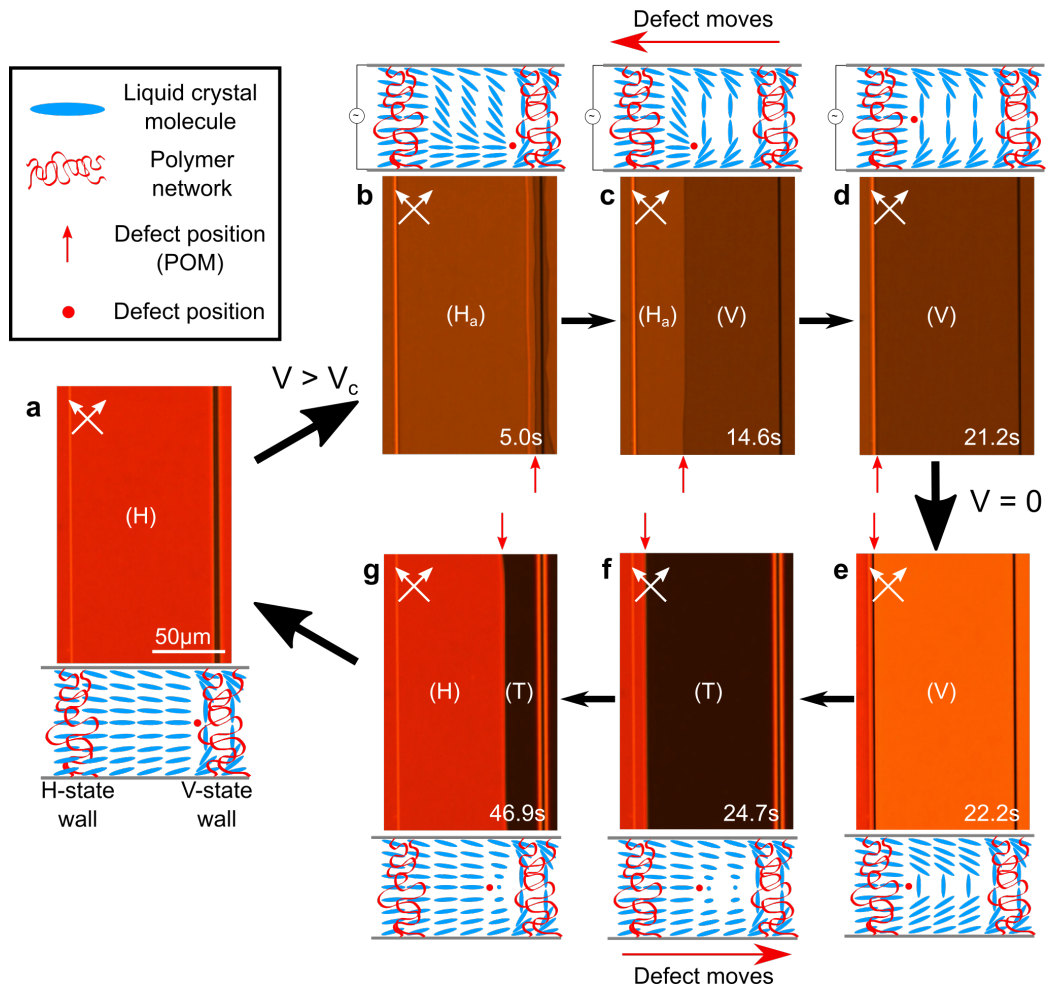 Defect moves
Liquid crystal
molecule
Polymer
network
Defect position
(POM)
Defect position
~
~
~
b
(Hₐ)
5.0s
c
(Hₐ)
(V)
14.6s
d
(V)
21.2s
V > V꜀
V = 0
a
(H)
50μm
H-state
wall
V-state
wall
g
(H)
(T)
46.9s
f
(T)
24.7s
e
(V)
22.2s
Defect moves